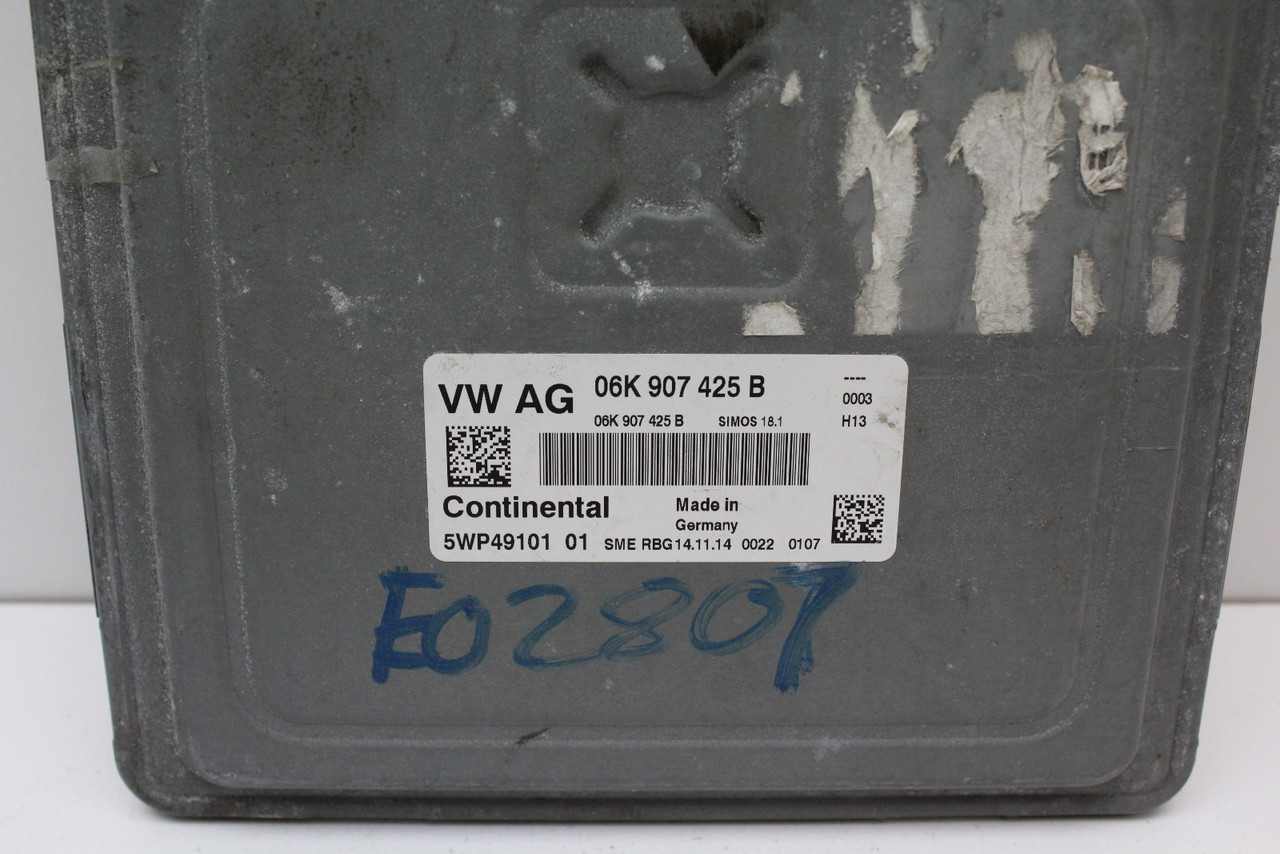 VW AG 06K 907 425 B ----
0003
06K 907 425 B SIMOS 18.1 H13
Continental Made in
Germany
5WP49101 01 SME RBG 14.11.14 0022 0107
E02807